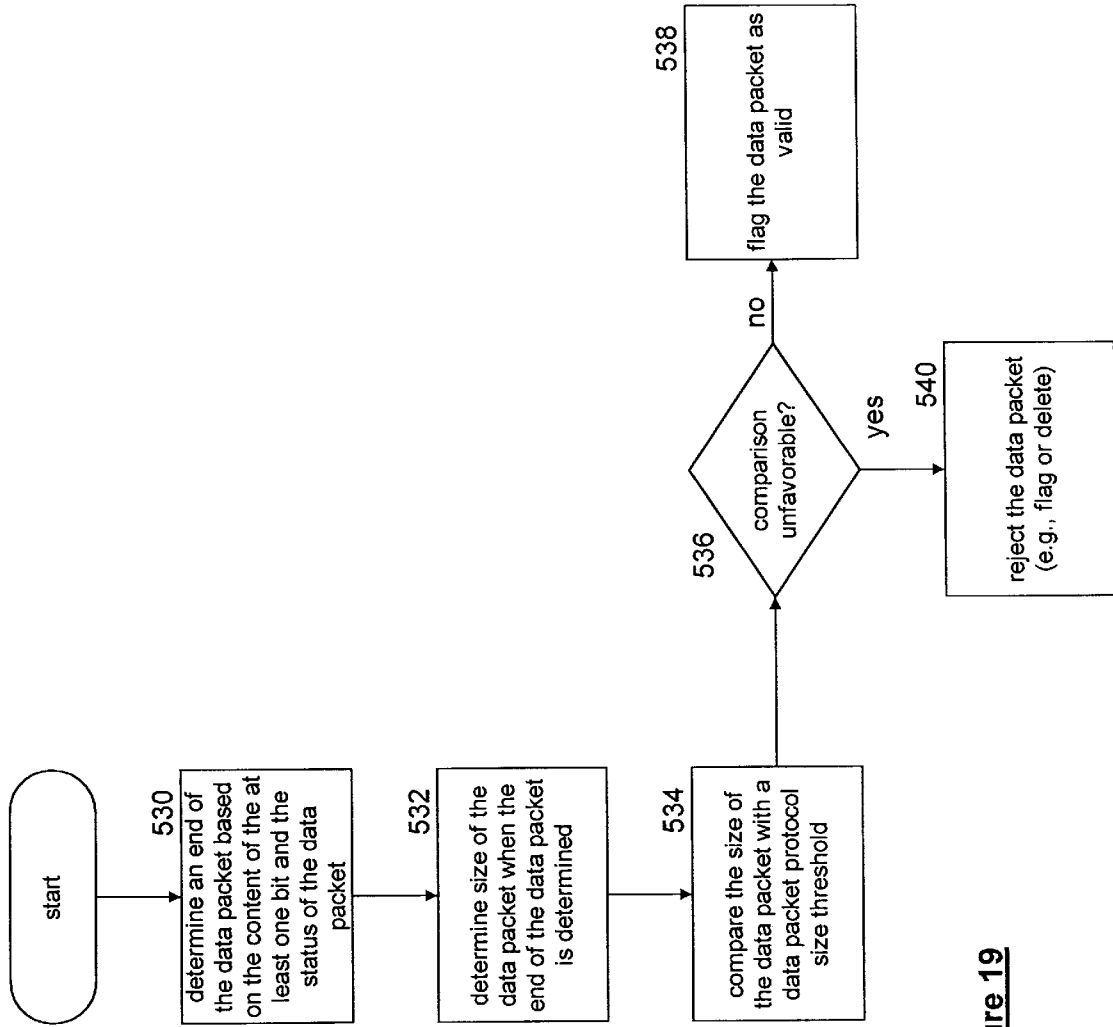 start
530
determine an end of
the data packet based
on the content of the at
least one bit and the
status of the data
packet
532
determine size of the
data packet when the
end of the data packet
is determined
534
compare the size of
the data packet with a
data packet protocol
size threshold
536
comparison
unfavorable?
no
yes
538
flag the data packet as
valid
540
reject the data packet
(e.g., flag or delete)
re 19